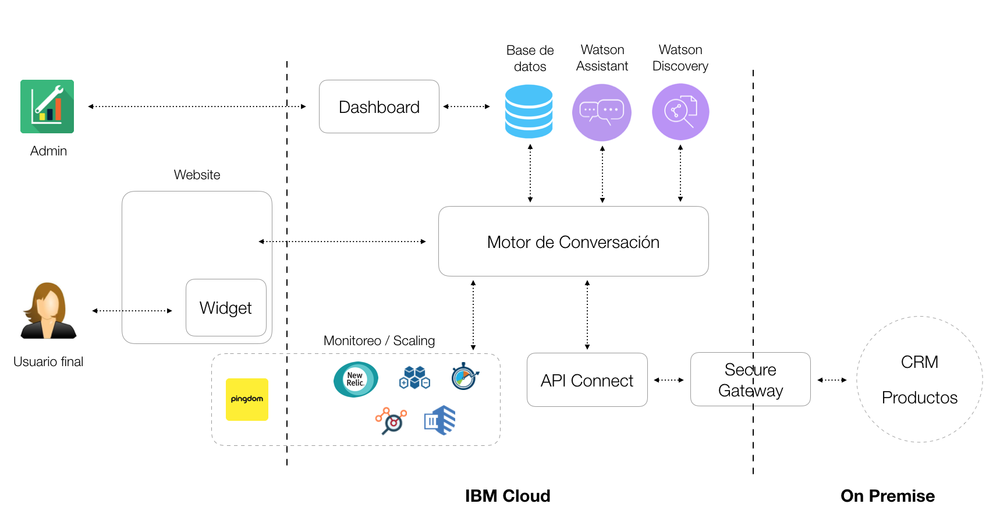 Base de
datos
Watson
Assistant
Watson
Discovery
Dashboard
Admin
Website
Motor de Conversación
Widget
Usuario final
Monitoreo / Scaling
pingdom
New
Relic.
API Connect
Secure
Gateway
CRM
Productos
IBM Cloud
On Premise